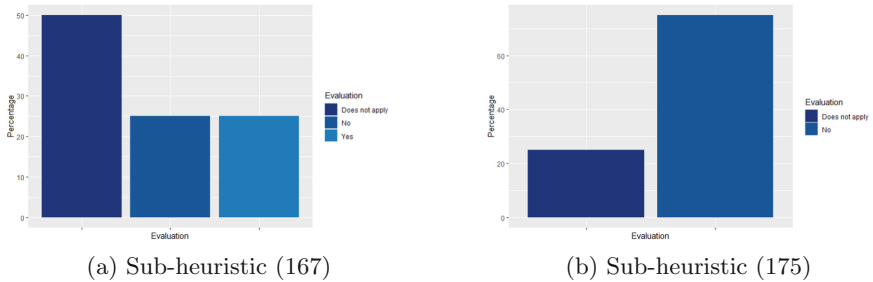 50
40
30
20
10
0
Percentage
Evaluation
Evaluation
Does not apply
No
Yes
(a) Sub-heuristic (167)
60
40
20
0
Percentage
Evaluation
Evaluation
Does not apply
No
(b) Sub-heuristic (175)